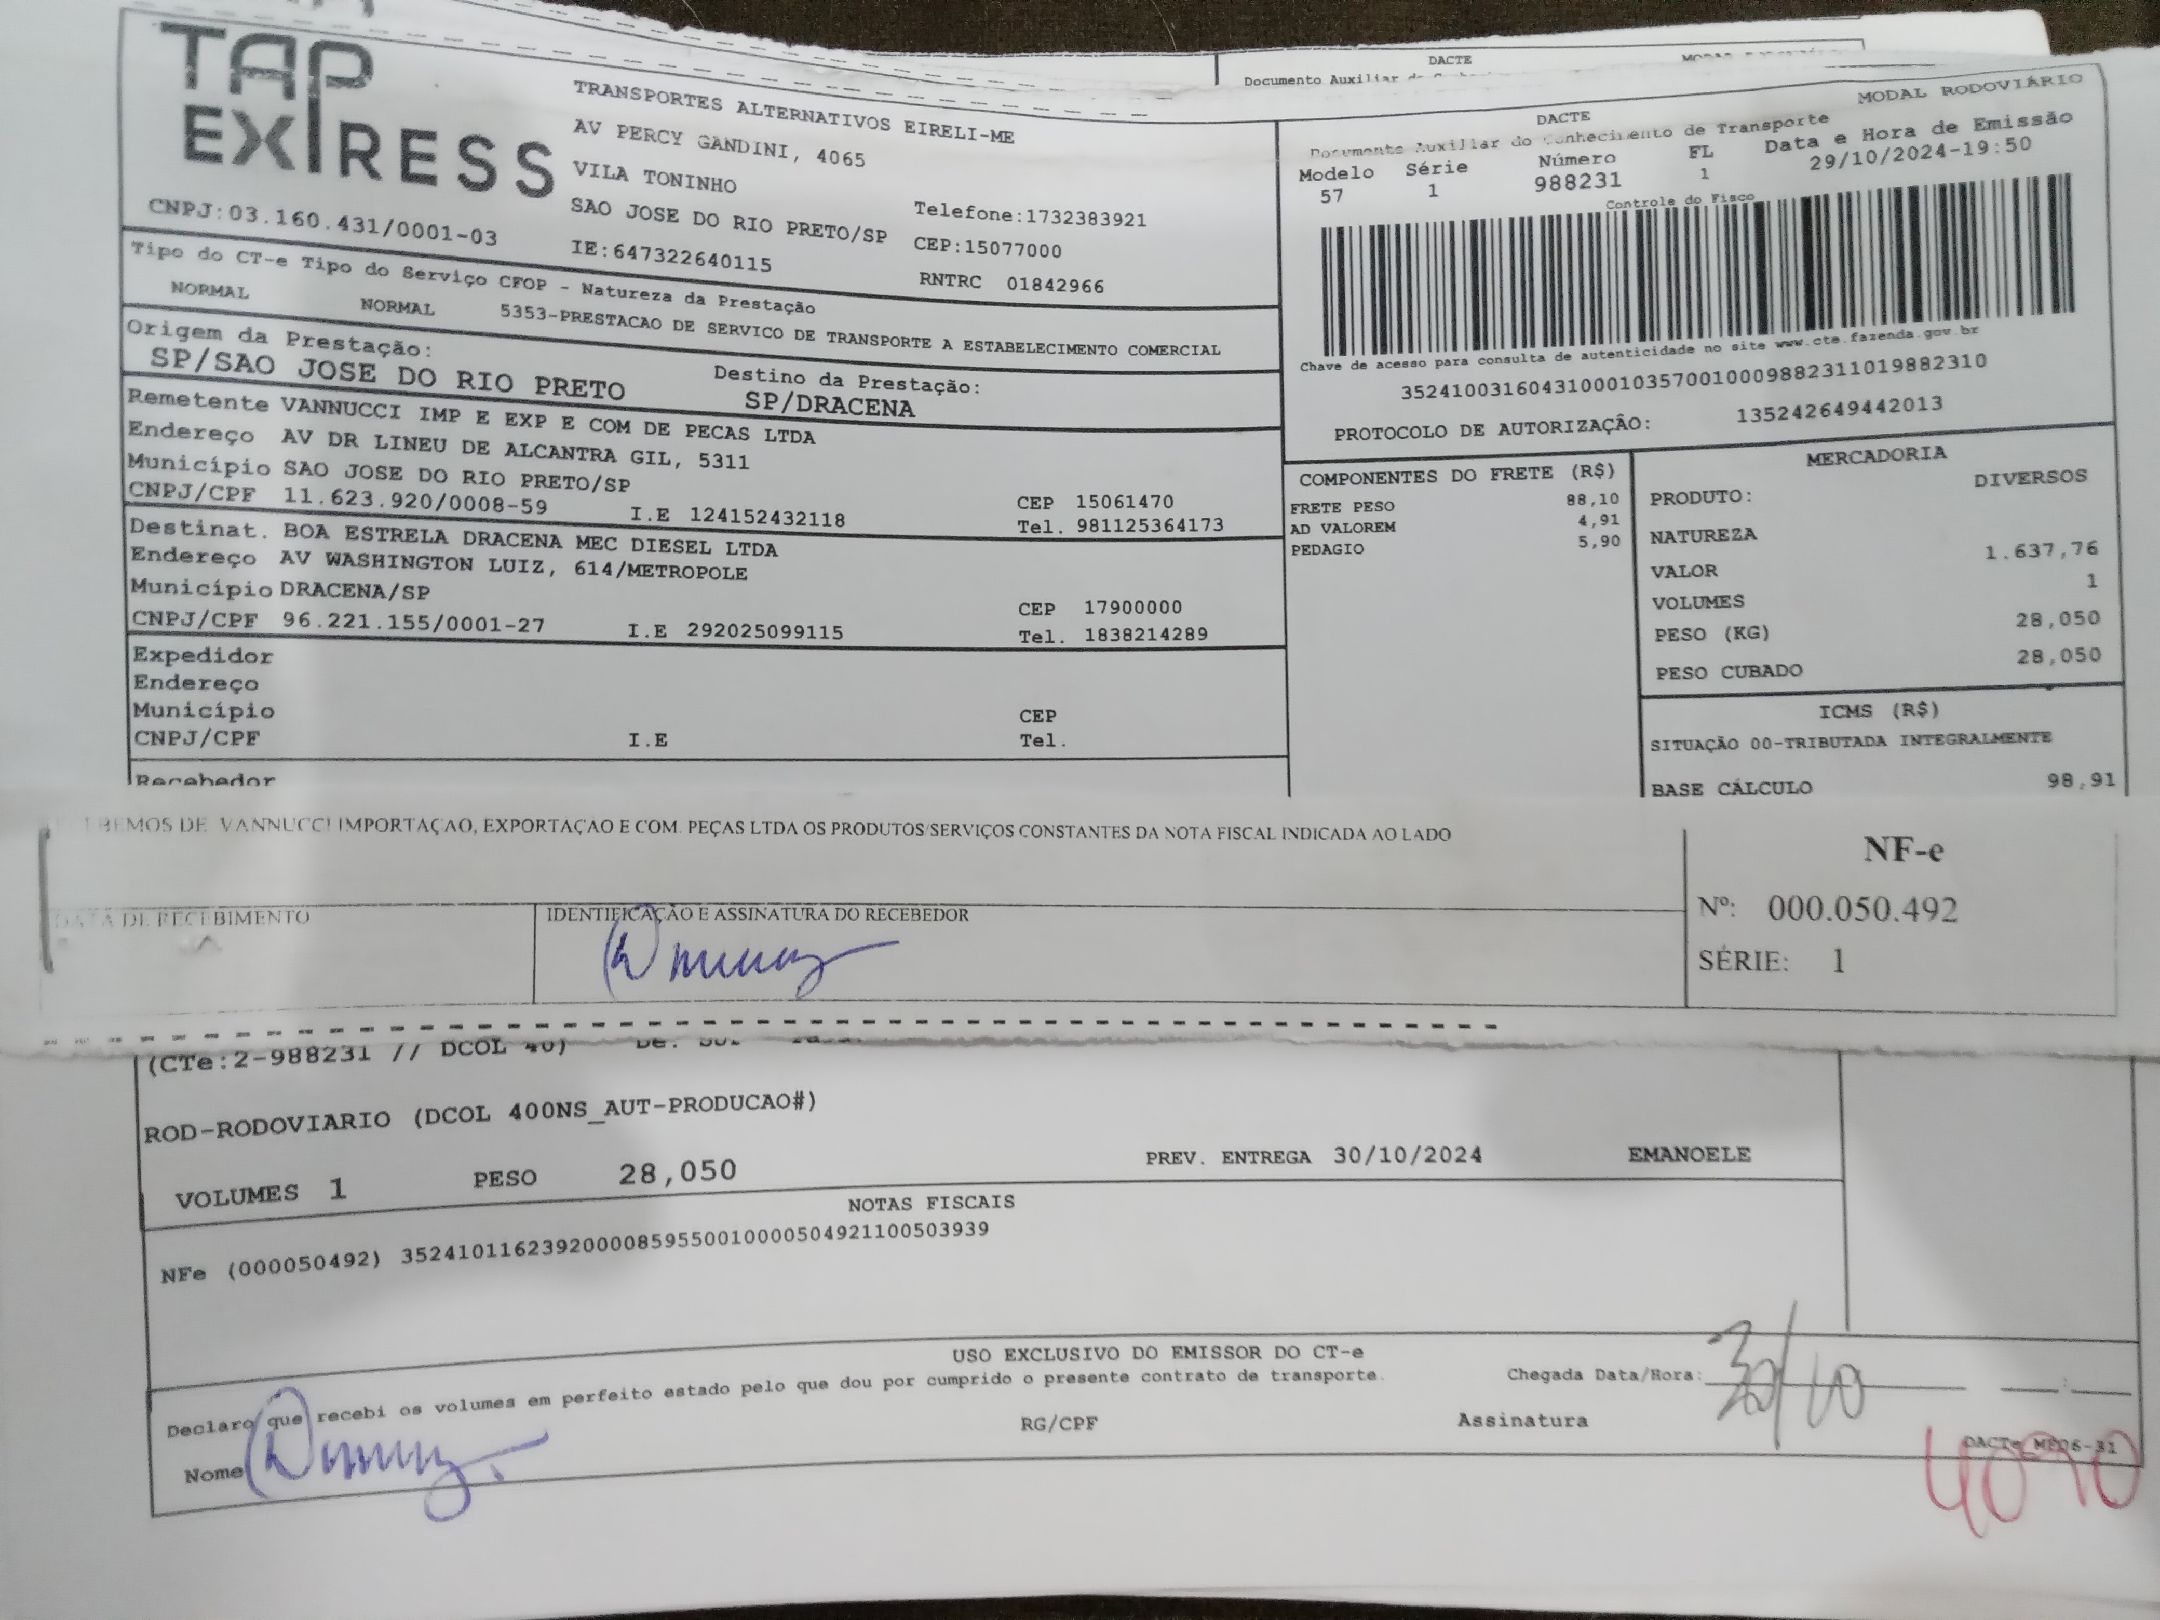 DACTE
Documento Auxiliar
TAP
EXPRESS
TRANSPORTES ALTERNATIVOS EIRELI-ME
AV PERCY GANDINI, 4065
VILA TONINHO
SAO JOSE DO RIO PRETO/SP
Telefone:1732383921
CEP:15077000
CNPJ:03.160.431/0001-03
IE:647322640115
RNTRC 01842966
DACTE
MODAL RODOVIÁRIO
Documento Auxiliar do Conhecimento de Transporte
Modelo Série Número FL Data e Hora de Emissão
57 1 988231 1 29/10/2024-19:50
Controle do Fisco
Chave de acesso para consulta de autenticidade no site www.cte.fazenda.gov.br
35241003160431000103570010009882311019882310
PROTOCOLO DE AUTORIZAÇÃO: 135242649442013
Tipo do CT-e Tipo do Serviço CFOP - Natureza da Prestação
NORMAL NORMAL 5353-PRESTACAO DE SERVICO DE TRANSPORTE A ESTABELECIMENTO COMERCIAL
Origem da Prestação: Destino da Prestação:
SP/SAO JOSE DO RIO PRETO SP/DRACENA
Remetente VANNUCCI IMP E EXP E COM DE PECAS LTDA
Endereço AV DR LINEU DE ALCANTRA GIL, 5311
Município SAO JOSE DO RIO PRETO/SP CEP 15061470
CNPJ/CPF 11.623.920/0008-59 I.E 124152432118 Tel. 981125364173
Destinat. BOA ESTRELA DRACENA MEC DIESEL LTDA
Endereço AV WASHINGTON LUIZ, 614/METROPOLE
Município DRACENA/SP CEP 17900000
CNPJ/CPF 96.221.155/0001-27 I.E 292025099115 Tel. 1838214289
Expedidor
Endereço
Município CEP
CNPJ/CPF I.E Tel.
Recebedor
COMPONENTES DO FRETE (R$)
FRETE PESO 88,10
AD VALOREM 4,91
PEDAGIO 5,90
MERCADORIA
PRODUTO: DIVERSOS
NATUREZA
VALOR 1.637,76
VOLUMES 1
PESO (KG) 28,050
PESO CUBADO 28,050
ICMS (R$)
SITUAÇÃO 00-TRIBUTADA INTEGRALMENTE
BASE CÁLCULO 98,91
EMOS DE VANNUCCI IMPORTAÇAO, EXPORTAÇAO E COM. PEÇAS LTDA OS PRODUTOS/SERVIÇOS CONSTANTES DA NOTA FISCAL INDICADA AO LADO
DATA DE RECEBIMENTO
IDENTIFICAÇÃO E ASSINATURA DO RECEBEDOR
NF-e
Nº: 000.050.492
SÉRIE: 1
(CTe:2-988231 // DCOL 40)
ROD-RODOVIARIO (DCOL 400NS_AUT-PRODUCAO#)
VOLUMES 1 PESO 28,050 PREV. ENTREGA 30/10/2024 EMANOELE
NOTAS FISCAIS
NFe (000050492) 35241011623920000859550010000504921100503939
USO EXCLUSIVO DO EMISSOR DO CT-e
Declaro que recebi os volumes em perfeito estado pelo que dou por cumprido o presente contrato de transporte. Chegada Data/Hora: 30/10 :
Nome RG/CPF Assinatura
DACTe MP06-31
4090